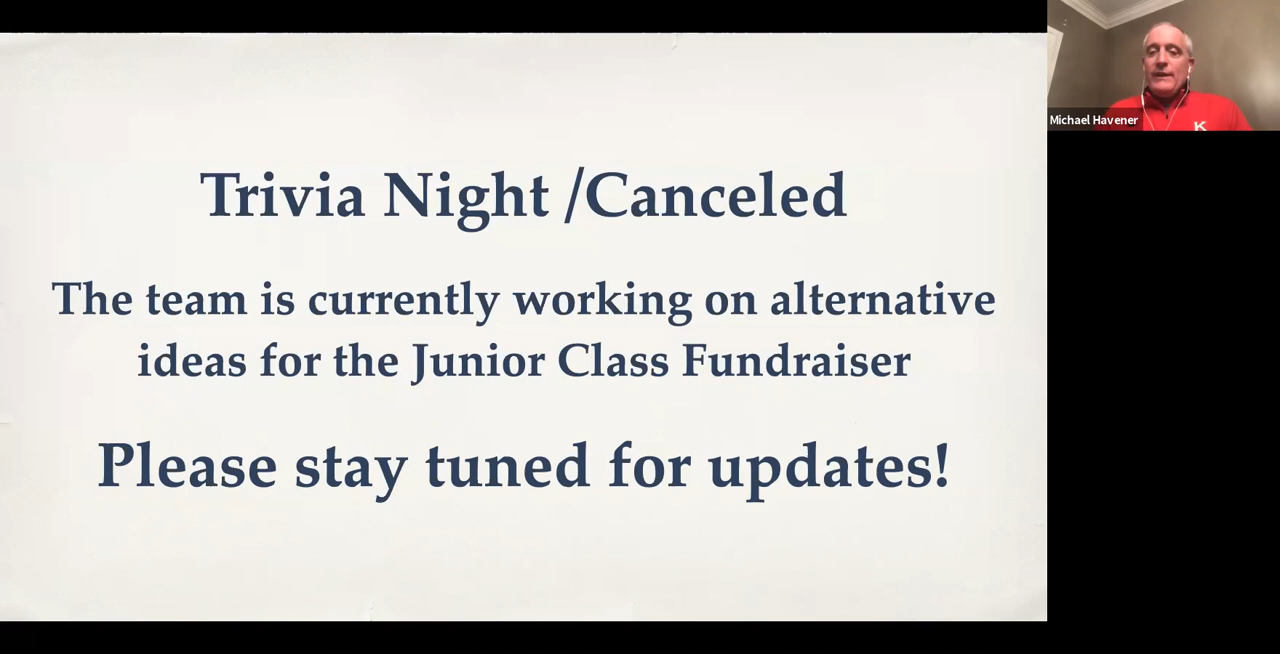 Trivia Night /Canceled
The team is currently working on alternative
ideas for the Junior Class Fundraiser
Please stay tuned for updates!
Michael Havener
K